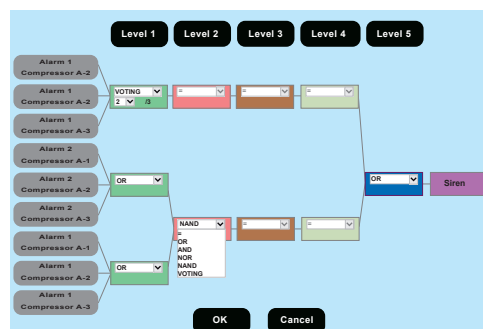 Level 1 Level 2 Level 3 Level 4 Level 5
Alarm 1
Compressor A-2
Alarm 1
Compressor A-2
Alarm 1
Compressor A-3
VOTING = = =
2 /3
Alarm 2
Compressor A-1
Alarm 2
Compressor A-2
Alarm 2
Compressor A-3
OR
OR
Siren
Alarm 1
Compressor A-1
Alarm 1
Compressor A-2
Alarm 1
Compressor A-3
OR
NAND = =
=
OR
AND
NOR
NAND
VOTING
OK Cancel